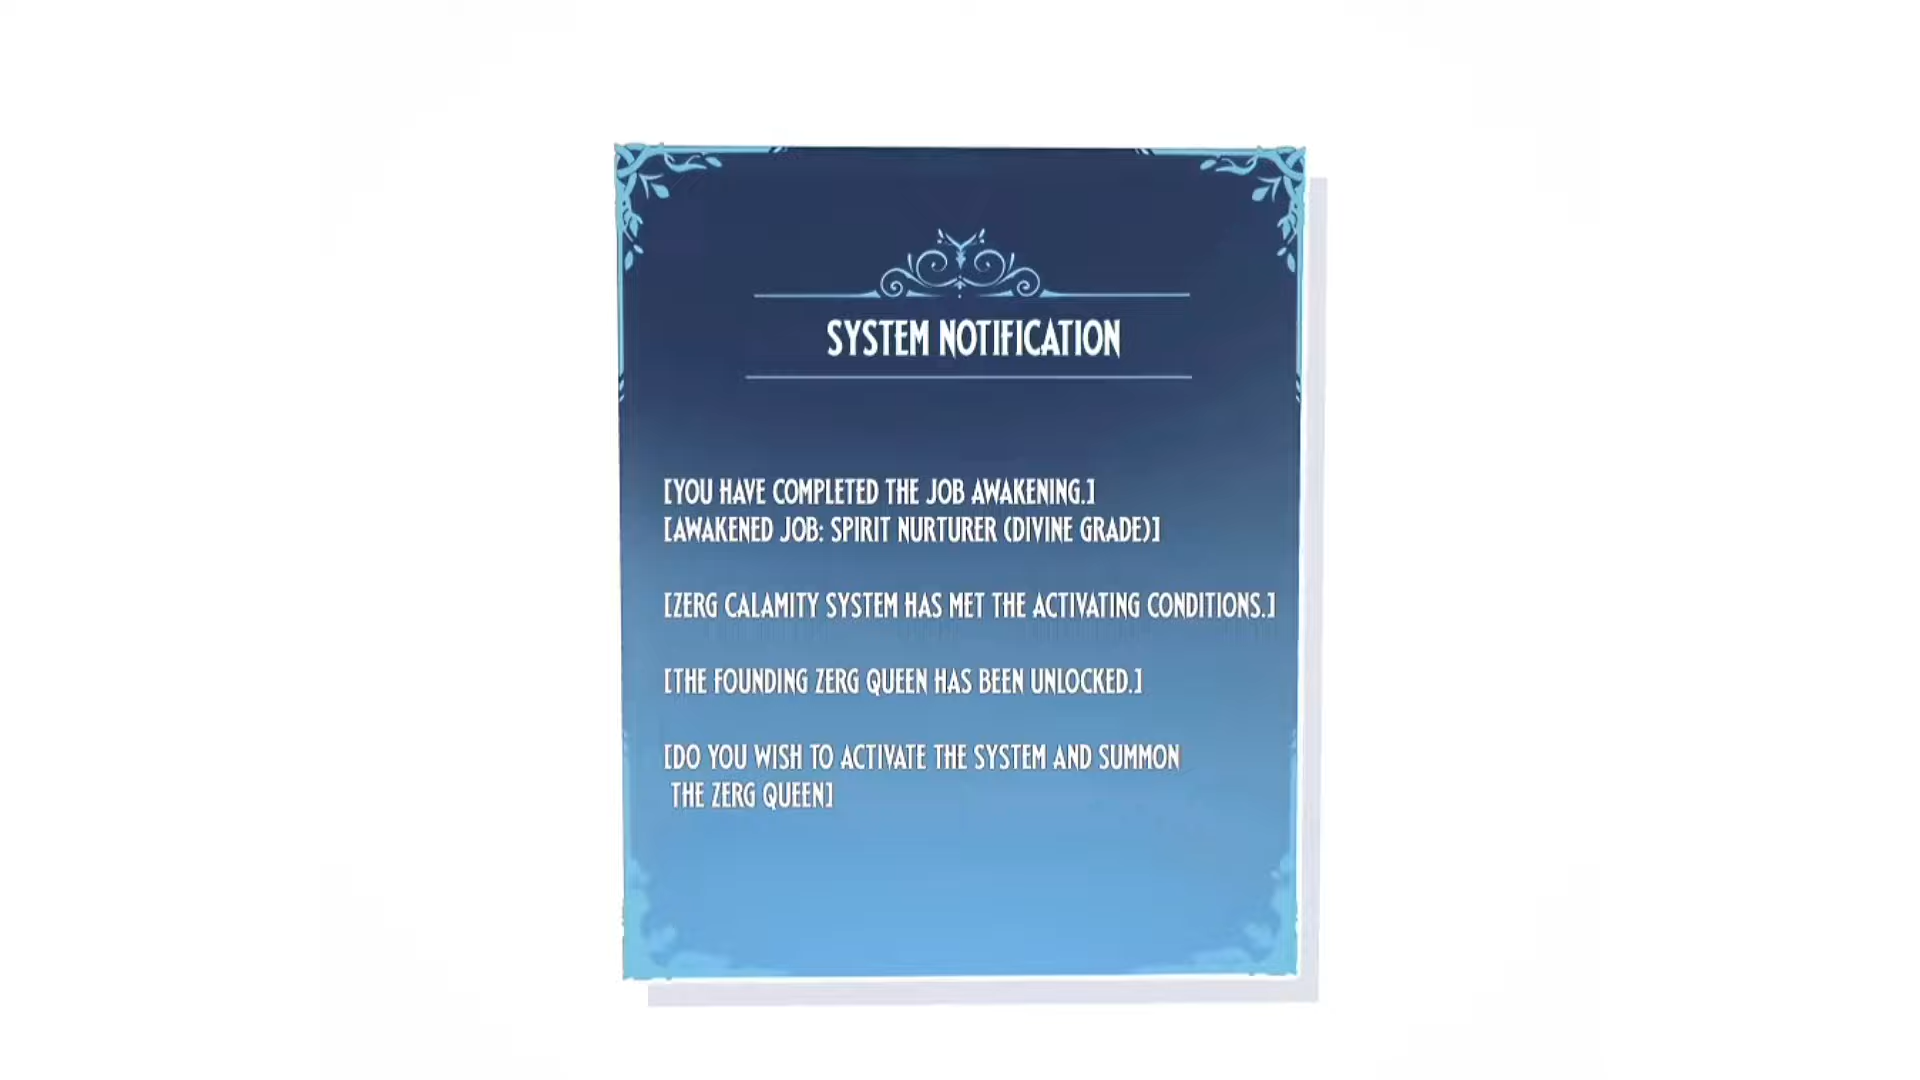 SYSTEM NOTIFICATION
[YOU HAVE COMPLETED THE JOB AWAKENING.]
[AWAKENED JOB: SPIRIT NURTURER (DIVINE GRADE)]
[ZERG CALAMITY SYSTEM HAS MET THE ACTIVATING CONDITIONS.]
[THE FOUNDING ZERG QUEEN HAS BEEN UNLOCKED.]
[DO YOU WISH TO ACTIVATE THE SYSTEM AND SUMMON
THE ZERG QUEEN]